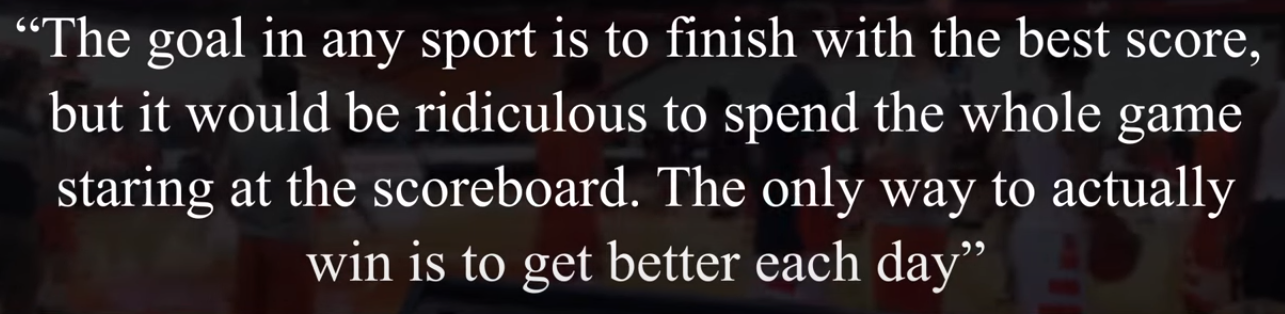 “The goal in any sport is to finish with the best score,
but it would be ridiculous to spend the whole game
staring at the scoreboard. The only way to actually
win is to get better each day”